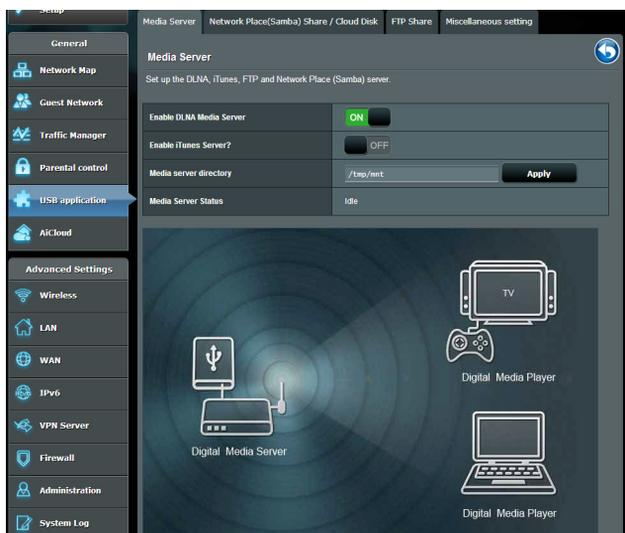 Setup
General
Network Map
Guest Network
Traffic Manager
Parental control
USB application
AiCloud
Advanced Settings
Wireless
LAN
WAN
IPv6
VPN Server
Firewall
Administration
System Log
Media Server
Network Place(Samba) Share / Cloud Disk
FTP Share
Miscellaneous setting
Media Server
Set up the DLNA, iTunes, FTP and Network Place (Samba) server.
Enable DLNA Media Server
ON
Enable iTunes Server?
OFF
Media server directory
/tmp/mnt
Apply
Media Server Status
Idle
TV
Digital Media Player
Digital Media Server
Digital Media Player